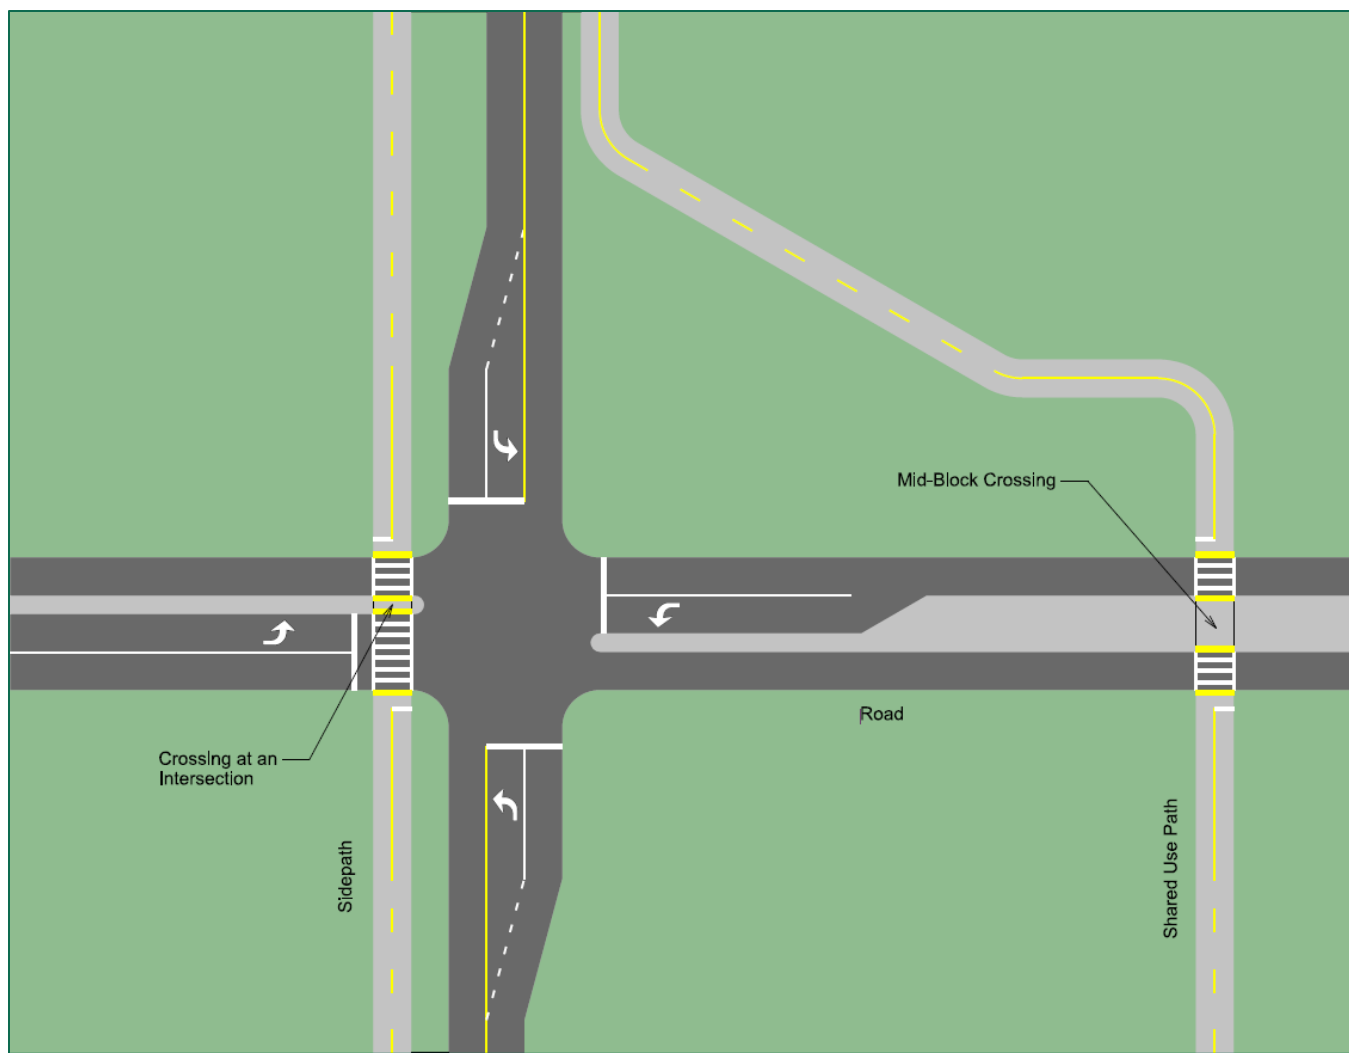 Mid-Block Crossing
Road
Crossing at an
Intersection
Sidepath
Shared Use Path